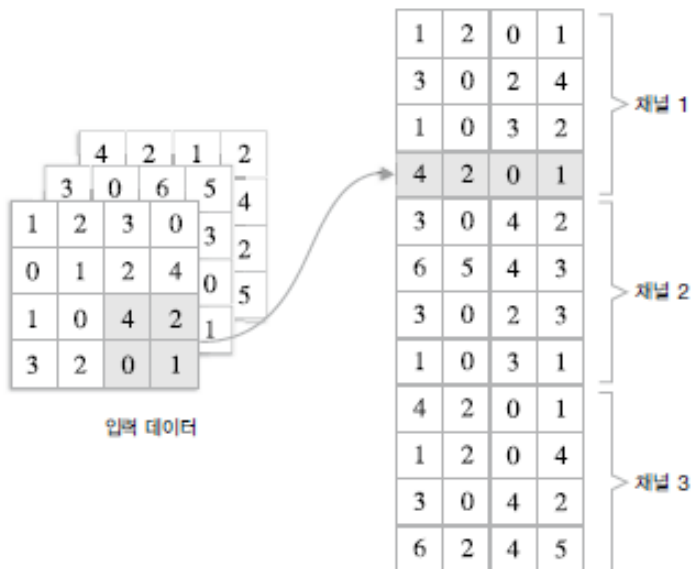 4 2 1 2
3 0 6 5
4
1 2 3 0
3
2
0 1 2 4
0
5
1 0 4 2
1
3 2 0 1
입력 데이터
1 2 0 1
3 0 2 4
1 0 3 2
4 2 0 1
채널 1
3 0 4 2
6 5 4 3
3 0 2 3
1 0 3 1
채널 2
4 2 0 1
1 2 0 4
3 0 4 2
6 2 4 5
채널 3